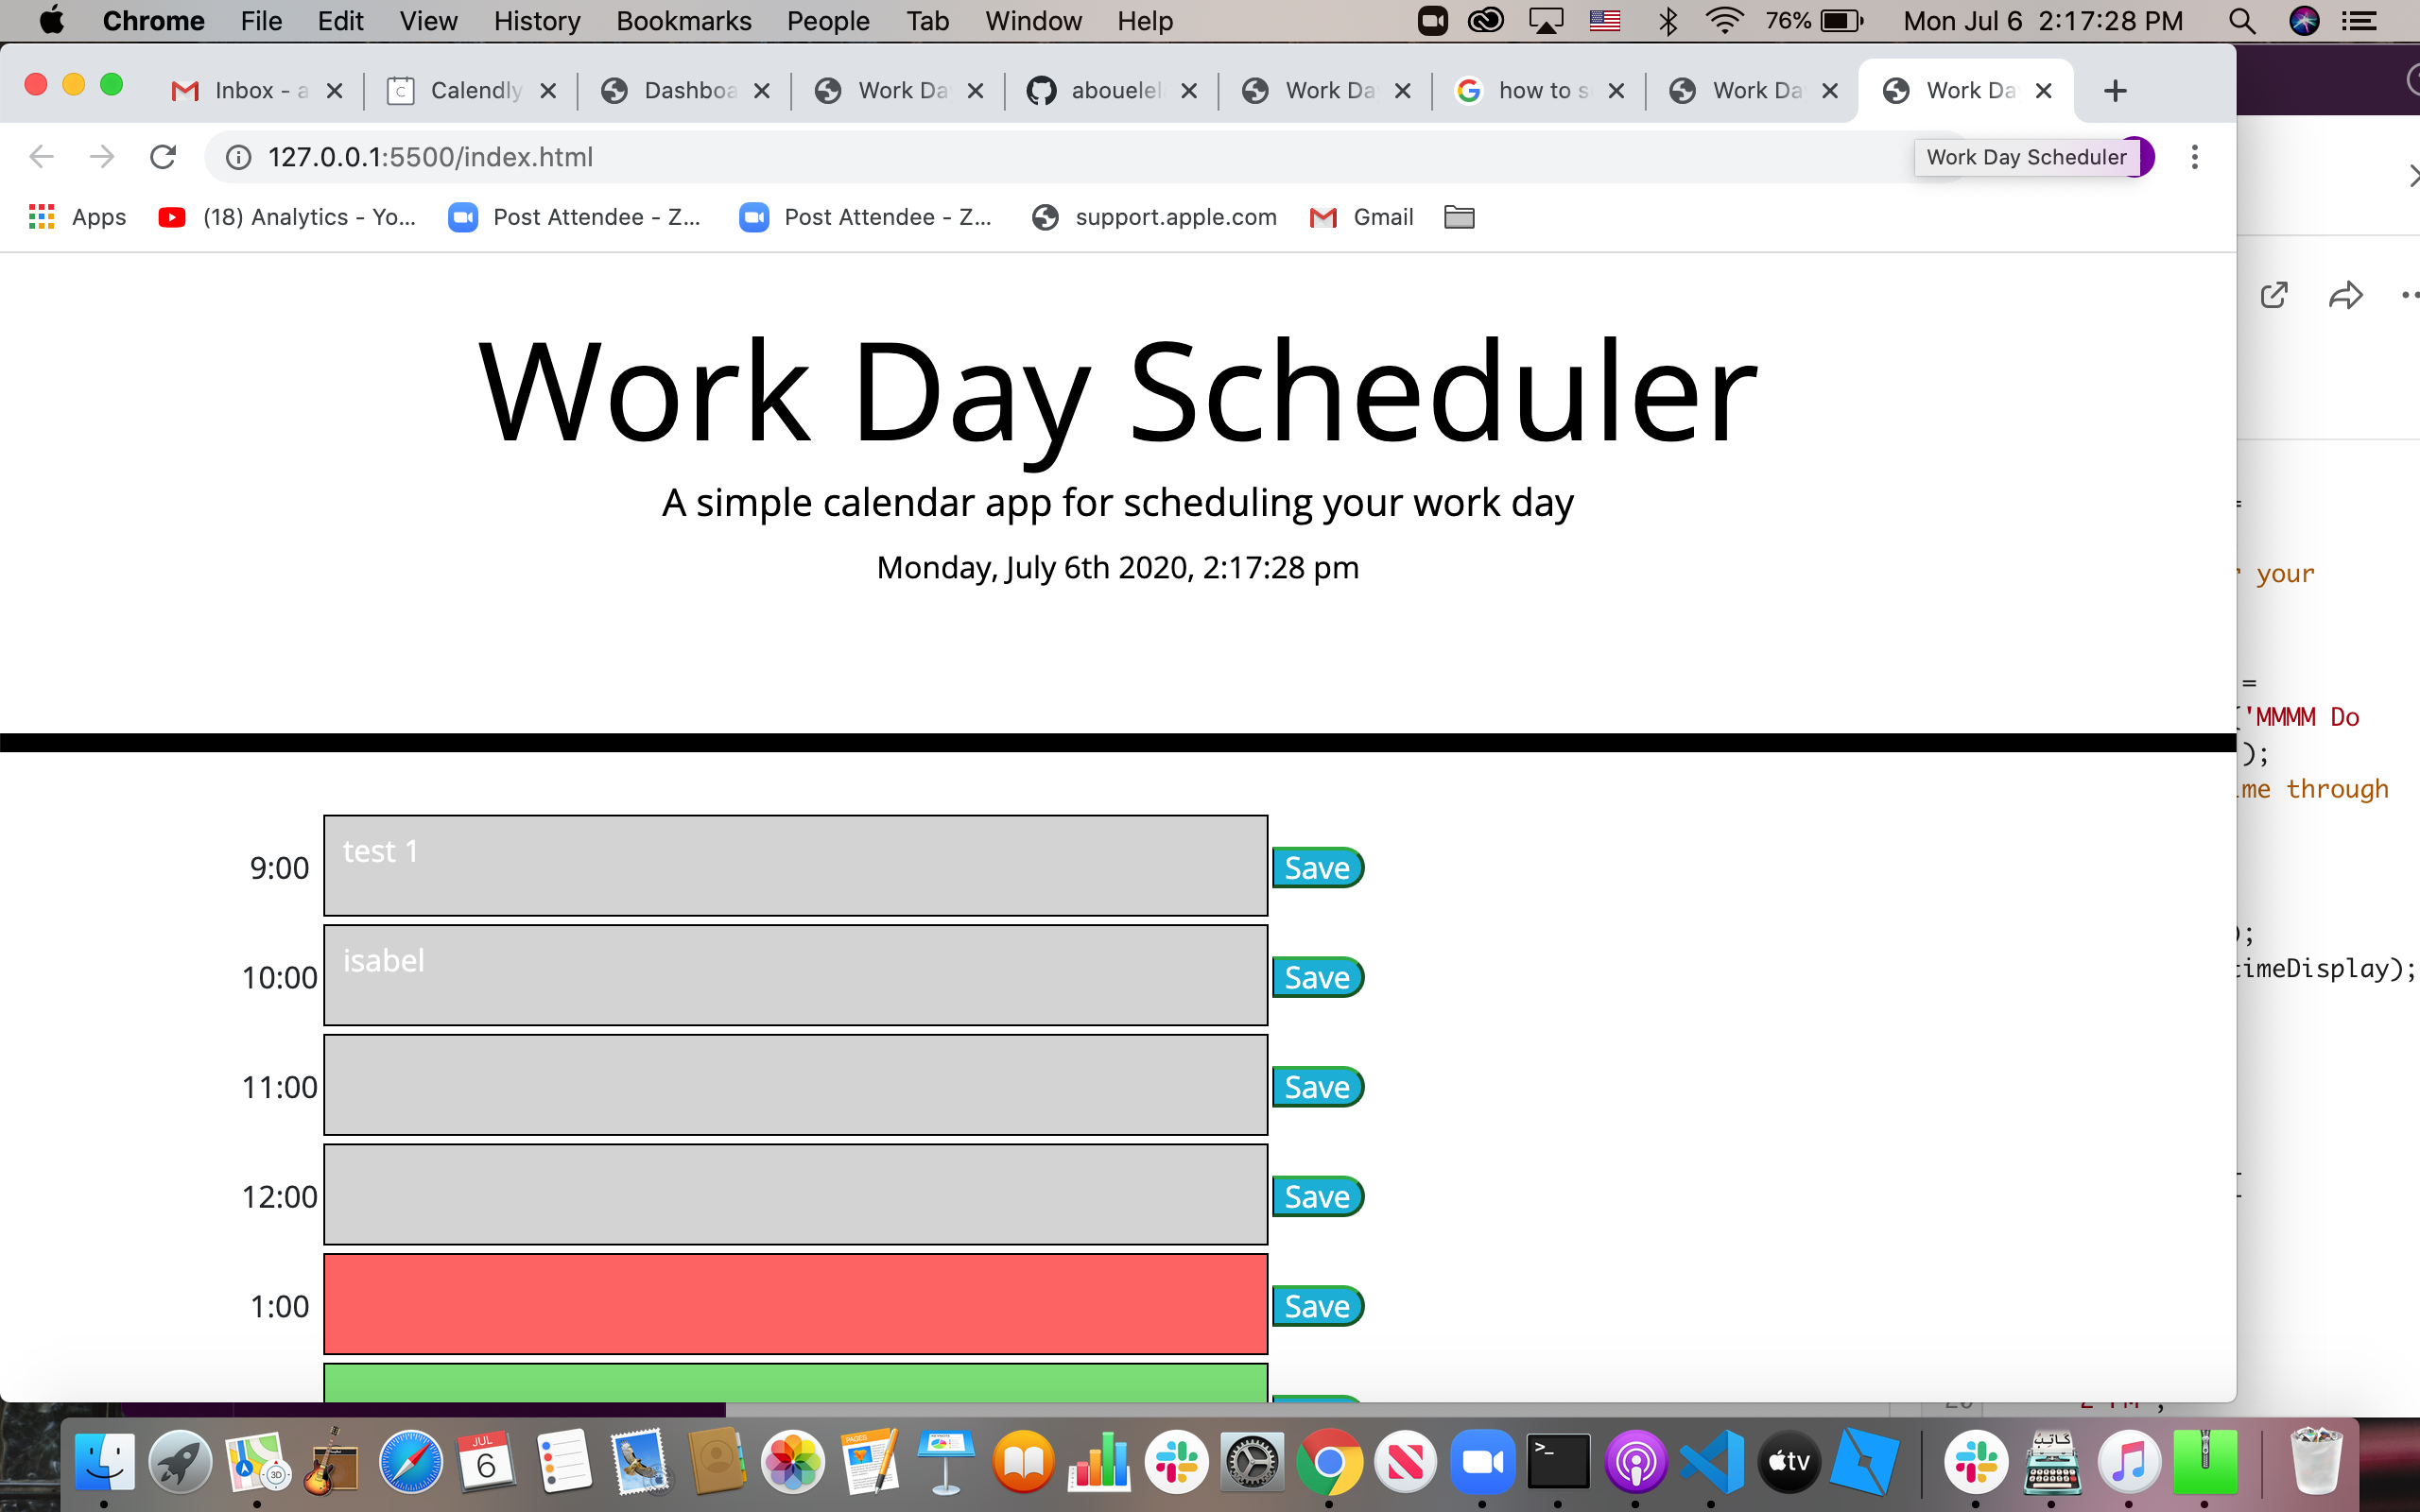 Chrome File Edit View History Bookmarks People Tab Window Help 76% Mon Jul 6 2:17:28 PM
Inbox - a Calendly Dashboa Work Da abouelel Work Da how to s Work Da Work Da
127.0.0.1:5500/index.html Work Day Scheduler
Apps (18) Analytics - Yo... Post Attendee - Z... Post Attendee - Z... support.apple.com Gmail
Work Day Scheduler
A simple calendar app for scheduling your work day
Monday, July 6th 2020, 2:17:28 pm
your
=
('MMMM Do
);
me through
);
timeDisplay);
9:00 test 1 Save
10:00 isabel Save
11:00 Save
12:00 Save
1:00 Save
JUL
6
3D
PAGES
tv
كاتب